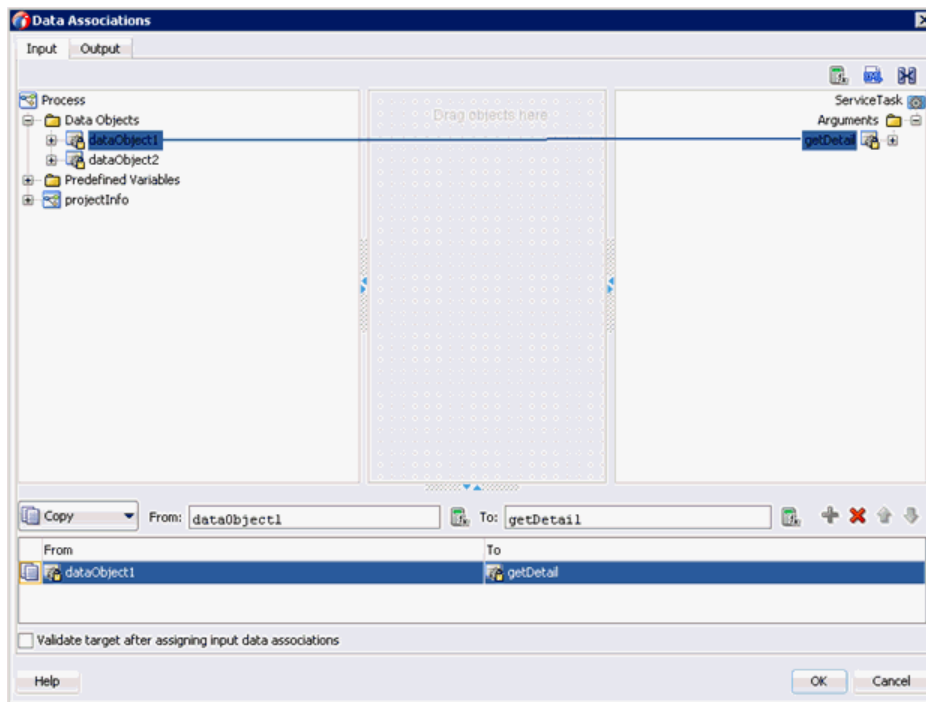 Data Associations
Input Output
Process
Data Objects
dataObject1
dataObject2
Predefined Variables
projectInfo
Drag objects here
ServiceTask
Arguments
getDetail
Copy From: dataObject1 To: getDetail
From To
dataObject1 getDetail
Validate target after assigning input data associations
Help OK Cancel